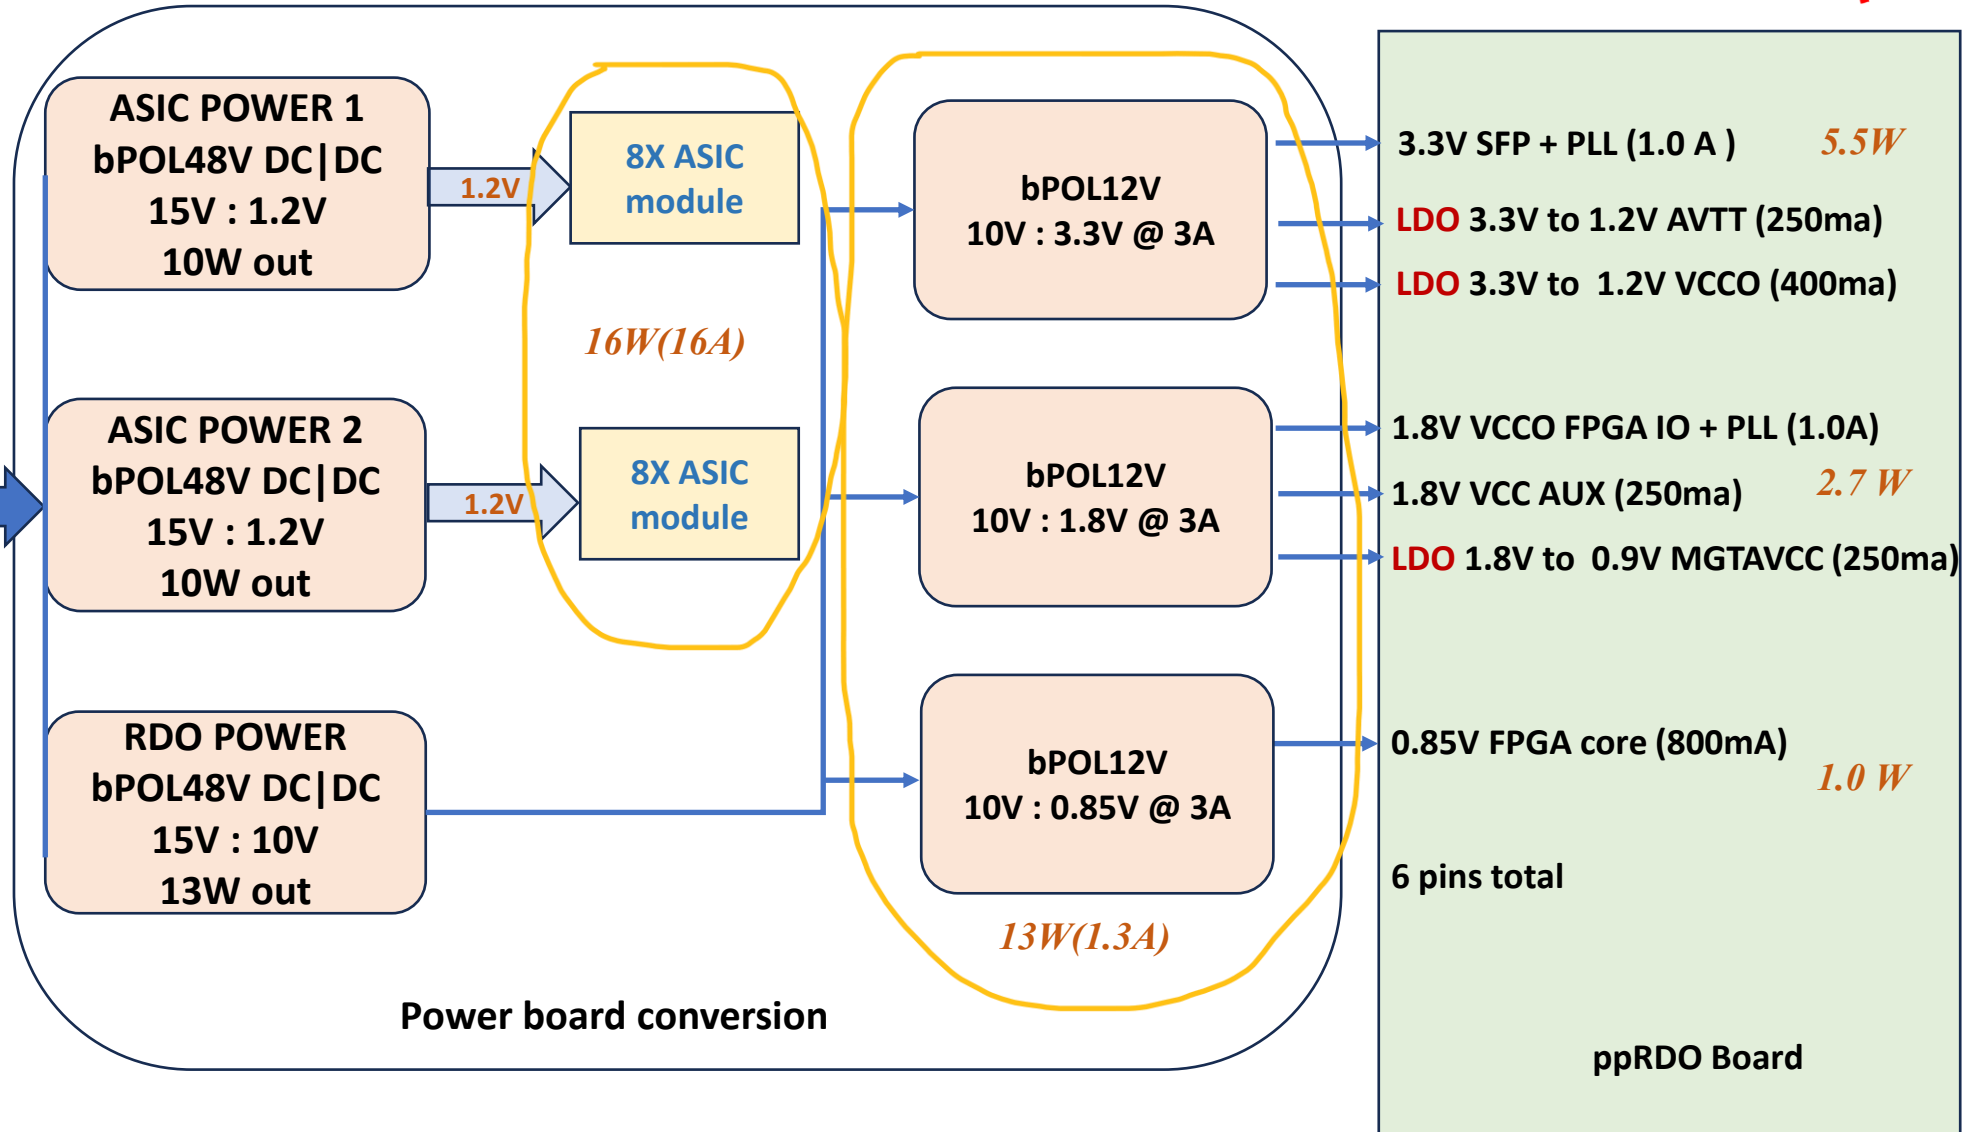 ASIC POWER 1
bPOL48V DC|DC
15V : 1.2V
10W out
1.2V
8X ASIC
module
16W(16A)
ASIC POWER 2
bPOL48V DC|DC
15V : 1.2V
10W out
1.2V
8X ASIC
module
RDO POWER
bPOL48V DC|DC
15V : 10V
13W out
bPOL12V
10V : 3.3V @ 3A
bPOL12V
10V : 1.8V @ 3A
bPOL12V
10V : 0.85V @ 3A
13W(1.3A)
Power board conversion
3.3V SFP + PLL (1.0 A ) 5.5W
LDO 3.3V to 1.2V AVTT (250ma)
LDO 3.3V to 1.2V VCCO (400ma)
1.8V VCCO FPGA IO + PLL (1.0A)
1.8V VCC AUX (250ma) 2.7 W
LDO 1.8V to 0.9V MGTAVCC (250ma)
0.85V FPGA core (800mA)
1.0 W
6 pins total
ppRDO Board